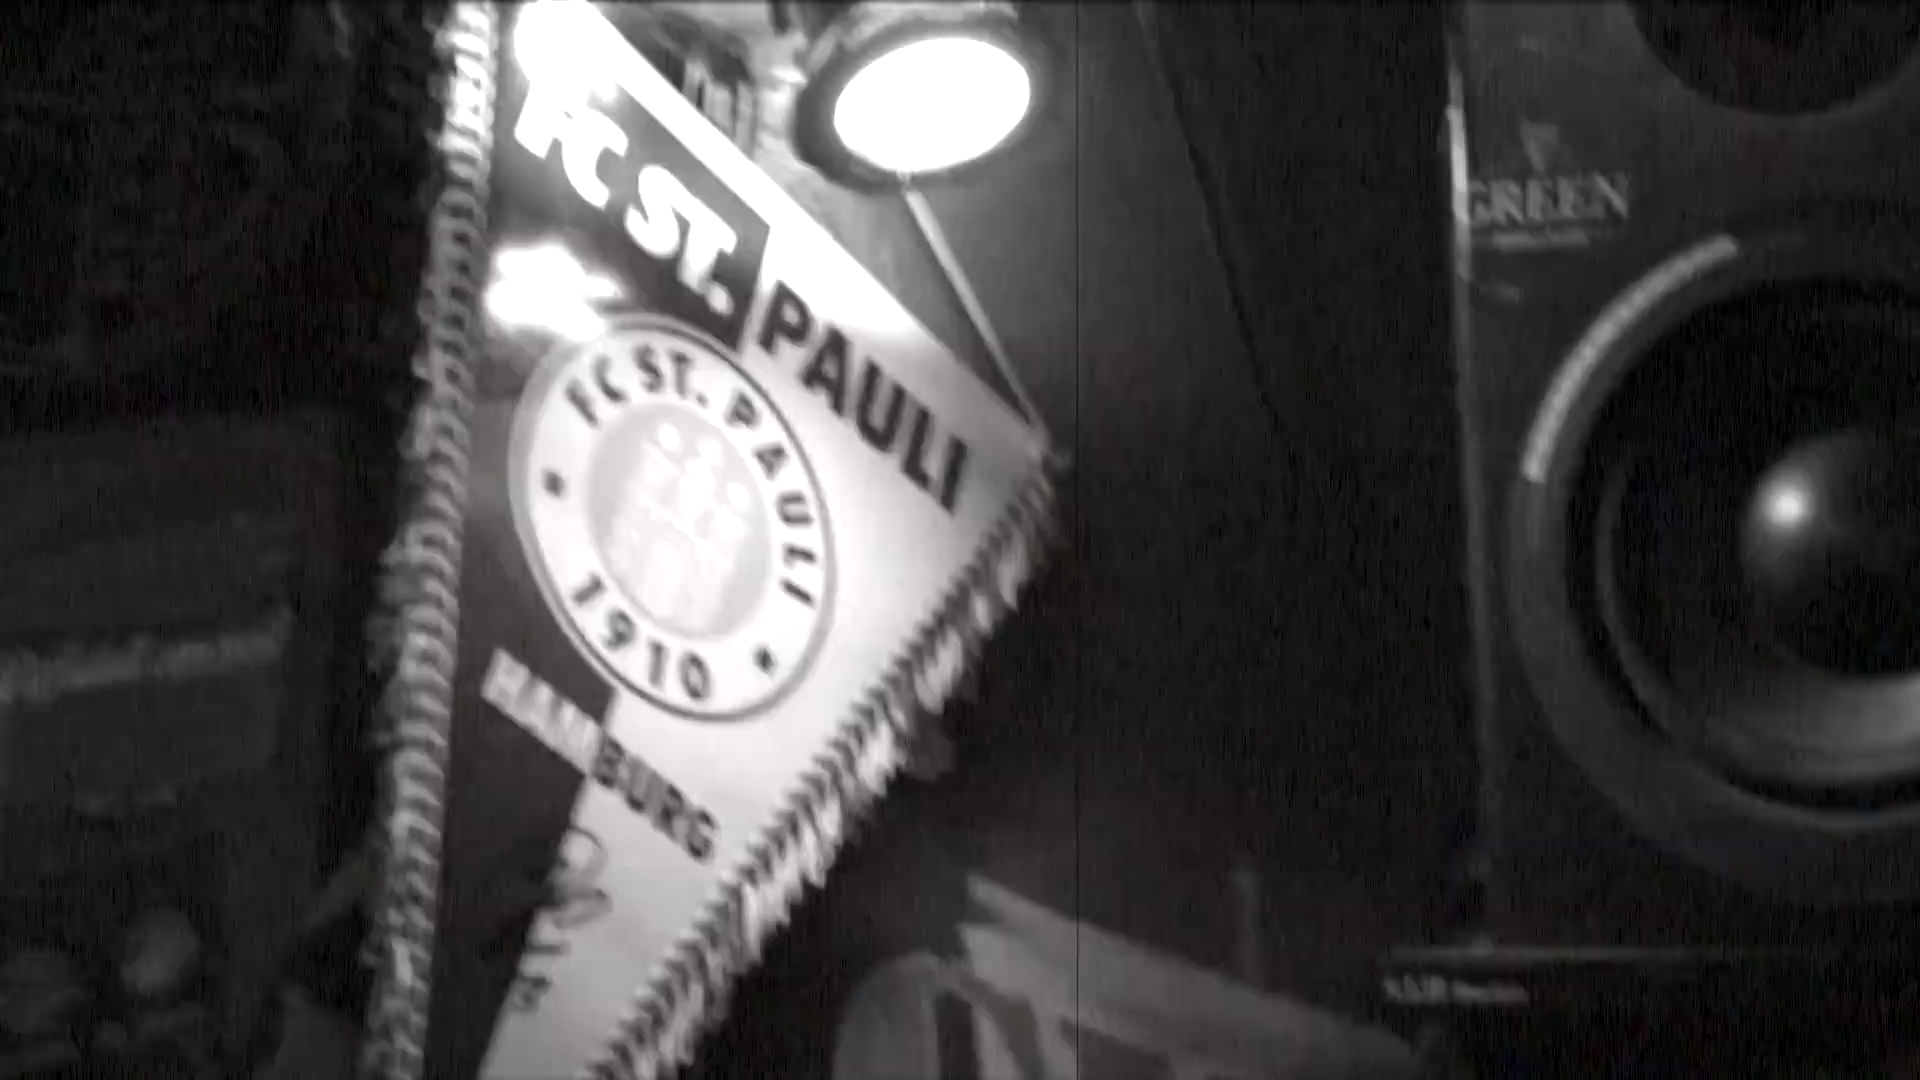 FC ST. PAULI
FC ST. PAULI
1910
HAMBURG
GREEN